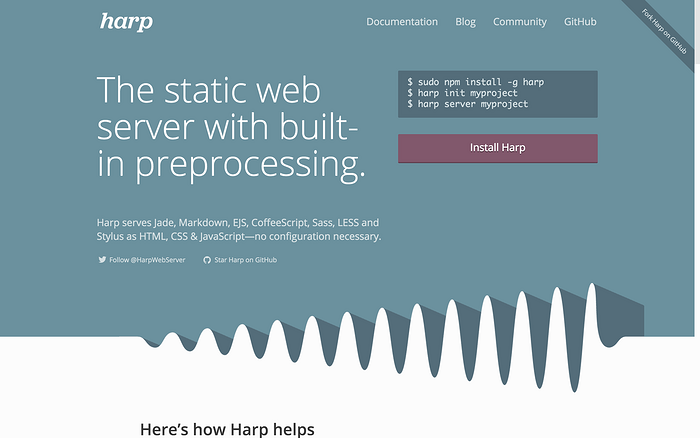 harp
Documentation Blog Community GitHub
Fork Harp on GitHub
The static web
server with built-
in preprocessing.
$ sudo npm install -g harp
$ harp init myproject
$ harp server myproject
Install Harp
Harp serves Jade, Markdown, EJS, CoffeeScript, Sass, LESS and
Stylus as HTML, CSS & JavaScript—no configuration necessary.
Follow @HarpWebServer Star Harp on GitHub
Here’s how Harp helps